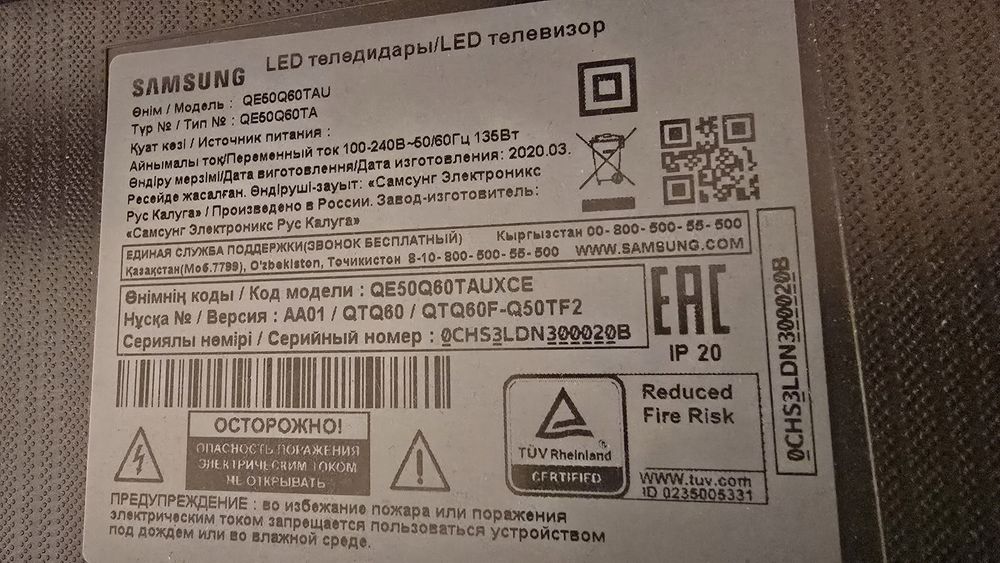 SAMSUNG
LED теледидары/LED телевизор
Өнім / Модель : QE50Q60TAU
Түр № / Тип № : QE50Q60TA
Қуат көзі / Источник питания :
Айнымалы ток/Переменный ток 100-240В~50/60Гц 135Вт
Өндіру мерзімі/Дата виготовлення/Дата изготовления: 2020.03.
Ресейде жасалған. Өндіруші-зауыт: «Самсунг Электроникс
Рус Калуга» / Произведено в России. Завод-изготовитель:
«Самсунг Электроникс Рус Калуга»
ЕДИНАЯ СЛУЖБА ПОДДЕРЖКИ(ЗВОНОК БЕСПЛАТНЫЙ) Кыргызстан 00-800-500-55-500
Қазақстан(Моб.7799), O'zbekiston, Точикистон 8-10-800-500-55-500 WWW.SAMSUNG.COM
Өнімнің коды / Код модели : QE50Q60TAUXCE
Нұсқа № / Версия : AA01 / QTQ60 / QTQ60F-Q50TF2
Сериялы нөмірі / Серийный номер : 0CHS3LDN300020B
EAC
IP 20
0CHS3LDN300020B
ОСТОРОЖНО!
ОПАСНОСТЬ ПОРАЖЕНИЯ
ЭЛЕКТРИЧЕСКИМ ТОКОМ
НЕ ОТКРЫВАТЬ
TÜV Rheinland
CERTIFIED
Reduced
Fire Risk
www.tuv.com
ID 0235005331
ПРЕДУПРЕЖДЕНИЕ : во избежание пожара или поражения
электрическим током запрещается пользоваться устройством
под дождем или во влажной среде.